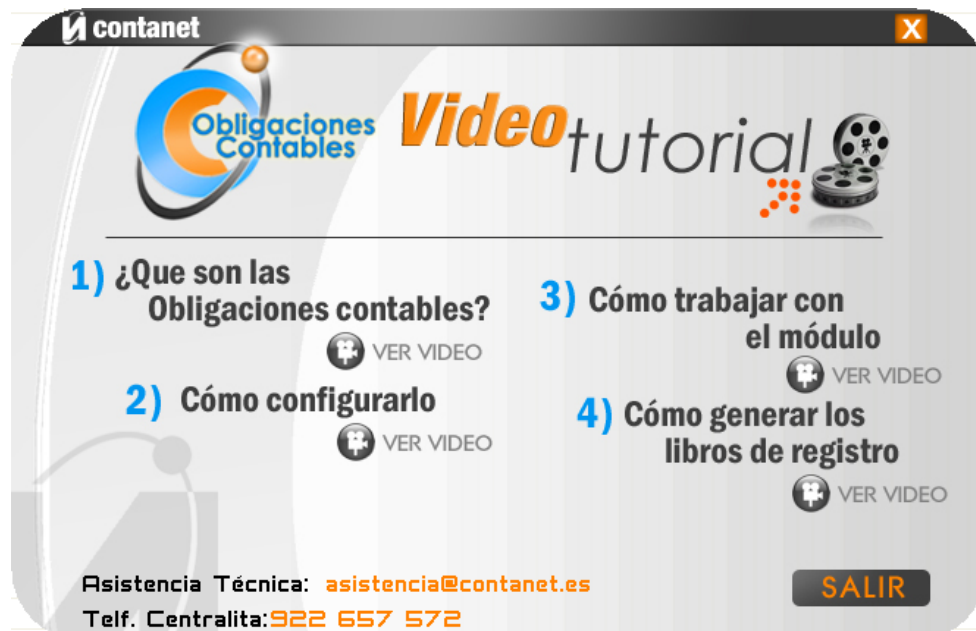 contanet
X
Obligaciones
Contables
Video tutorial
1) ¿Que son las
Obligaciones contables?
VER VIDEO
2) Cómo configurarlo
VER VIDEO
3) Cómo trabajar con
el módulo
VER VIDEO
4) Cómo generar los
libros de registro
VER VIDEO
Asistencia Técnica: asistencia@contanet.es
Telf. Centralita:922 657 572
SALIR